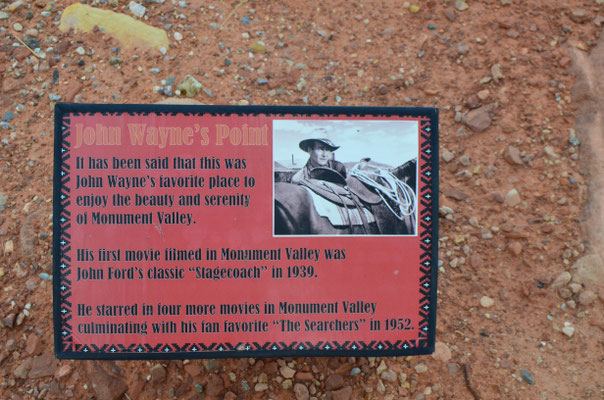 John Wayne's Point
It has been said that this was
John Wayne's favorite place to
enjoy the beauty and serenity
of Monument Valley.
His first movie filmed in Monument Valley was
John Ford's classic "Stagecoach" in 1939.
He starred in four more movies in Monument Valley
culminating with his fan favorite "The Searchers" in 1952.